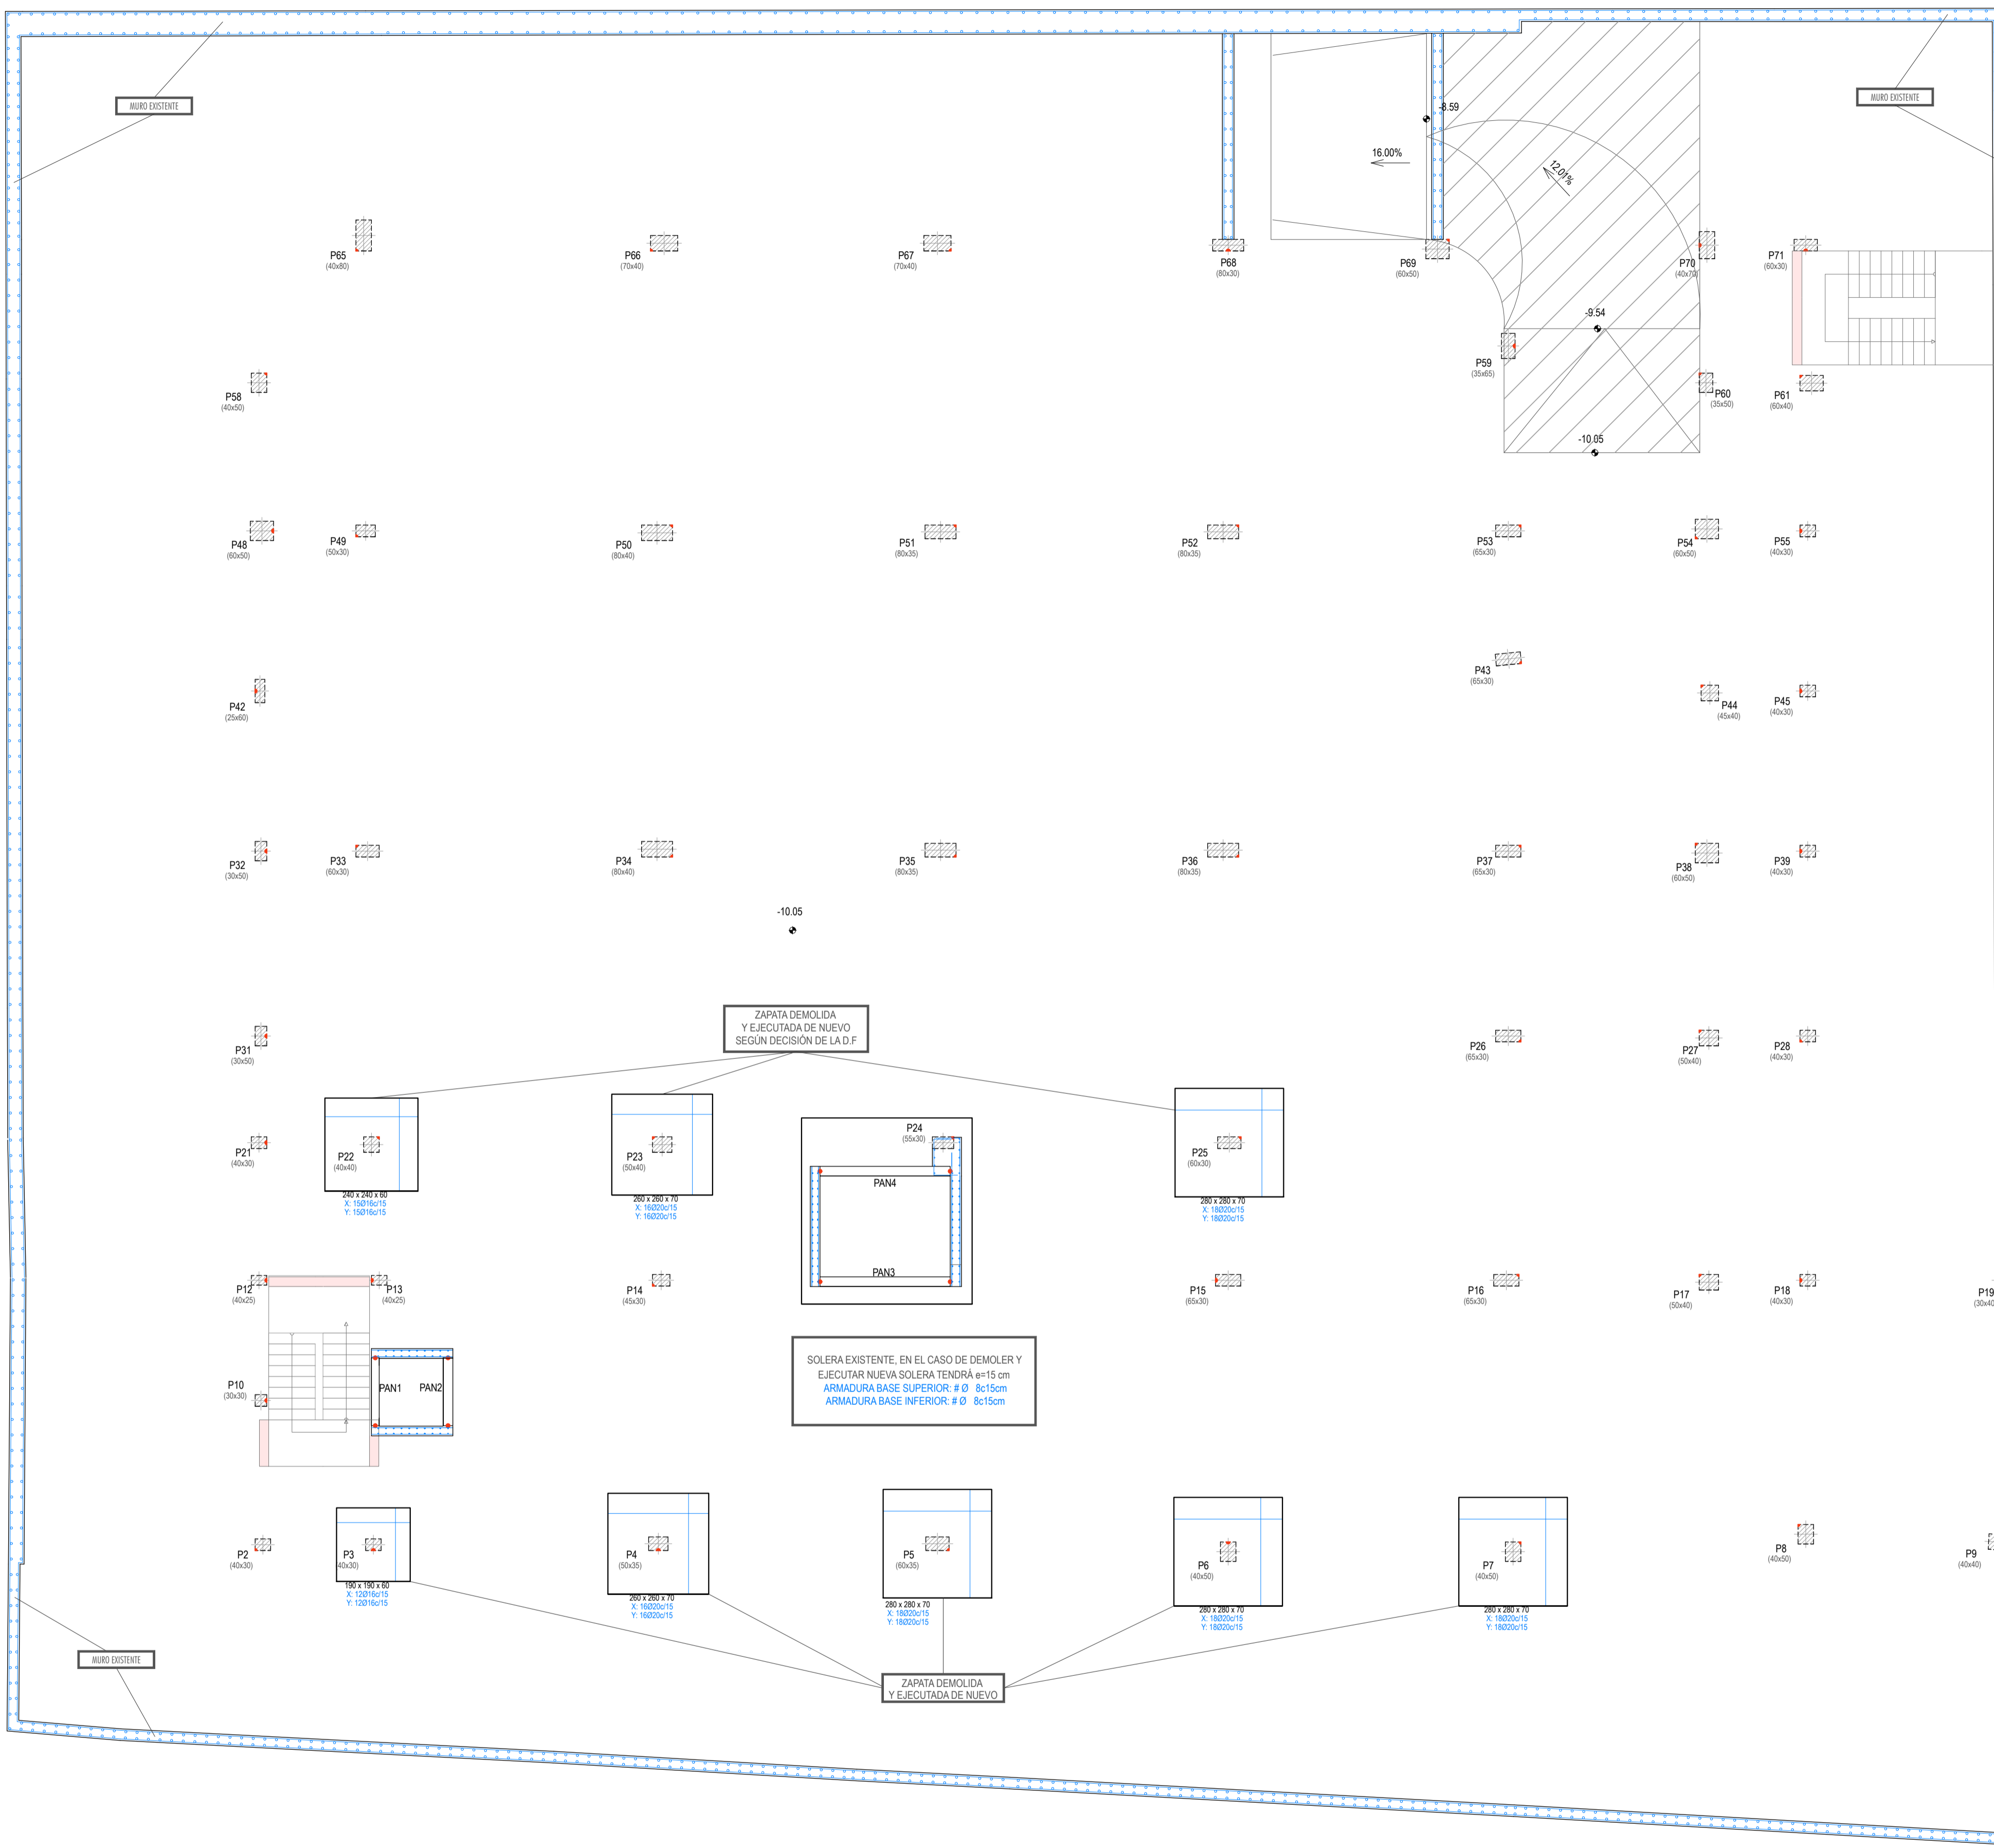 MURO EXISTENTE
MURO EXISTENTE
-8.59
16.00%
12.01%
P65
(40x80)
P66
(70x40)
P67
(70x40)
P68
(80x30)
P69
(60x50)
P70
(40x70)
P71
(60x30)
-9.54
P59
(35x65)
P58
(40x50)
P60
(35x50)
P61
(60x40)
-10.05
P48
(60x50)
P49
(50x30)
P50
(80x40)
P51
(80x35)
P52
(80x35)
P53
(65x30)
P54
(60x50)
P55
(40x30)
P43
(65x30)
P42
(25x60)
P44
(45x40)
P45
(40x30)
P32
(30x50)
P33
(60x30)
P34
(80x40)
P35
(80x35)
P36
(80x35)
P37
(65x30)
P38
(60x50)
P39
(40x30)
-10.05
ZAPATA DEMOLIDA
Y EJECUTADA DE NUEVO
SEGÚN DECISIÓN DE LA D.F
P31
(30x50)
P26
(65x30)
P27
(50x40)
P28
(40x30)
P21
(40x30)
P22
(40x40)
240 x 240 x 60
X: 15Ø16c/15
Y: 15Ø16c/15
P23
(50x40)
260 x 260 x 70
X: 16Ø20c/15
Y: 16Ø20c/15
P24
(55x30)
PAN4
PAN3
P25
(60x30)
280 x 280 x 70
X: 18Ø20c/15
Y: 18Ø20c/15
P12
(40x25)
P13
(40x25)
P14
(45x30)
P15
(65x30)
P16
(65x30)
P17
(50x40)
P18
(40x30)
P19
(30x40
P10
(30x30)
PAN1
PAN2
SOLERA EXISTENTE, EN EL CASO DE DEMOLER Y
EJECUTAR NUEVA SOLERA TENDRÀ e=15 cm
ARMADURA BASE SUPERIOR: # Ø 8c15cm
ARMADURA BASE INFERIOR: # Ø 8c15cm
P2
(40x30)
P3
(40x30)
190 x 190 x 60
X: 12Ø16c/15
Y: 12Ø16c/15
P4
(50x35)
260 x 260 x 70
X: 16Ø20c/15
Y: 16Ø20c/15
P5
(60x35)
280 x 280 x 70
X: 18Ø20c/15
Y: 18Ø20c/15
P6
(40x50)
280 x 280 x 70
X: 18Ø20c/15
Y: 18Ø20c/15
P7
(40x50)
280 x 280 x 70
X: 18Ø20c/15
Y: 18Ø20c/15
P8
(40x50)
P9
(40x40)
MURO EXISTENTE
ZAPATA DEMOLIDA
Y EJECUTADA DE NUEVO